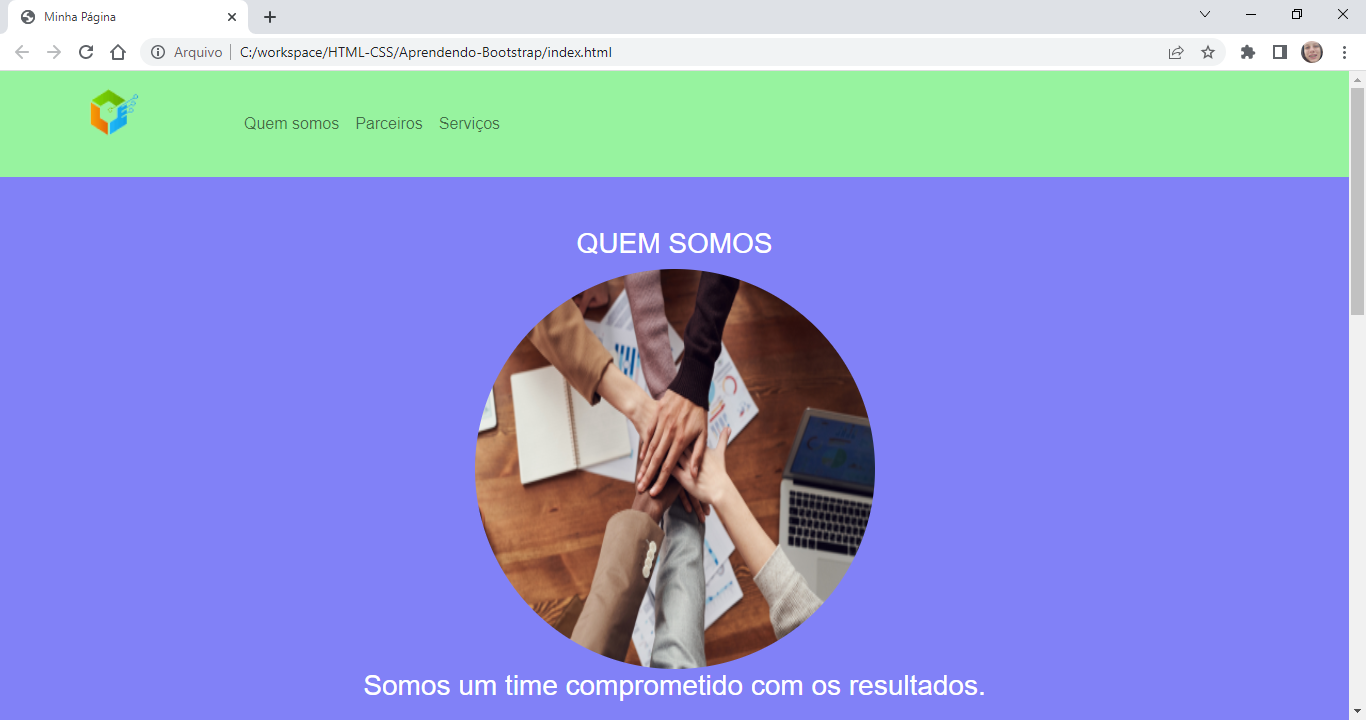 Minha Página
Arquivo | C:/workspace/HTML-CSS/Aprendendo-Bootstrap/index.html
Quem somos Parceiros Serviços
QUEM SOMOS
Somos um time comprometido com os resultados.